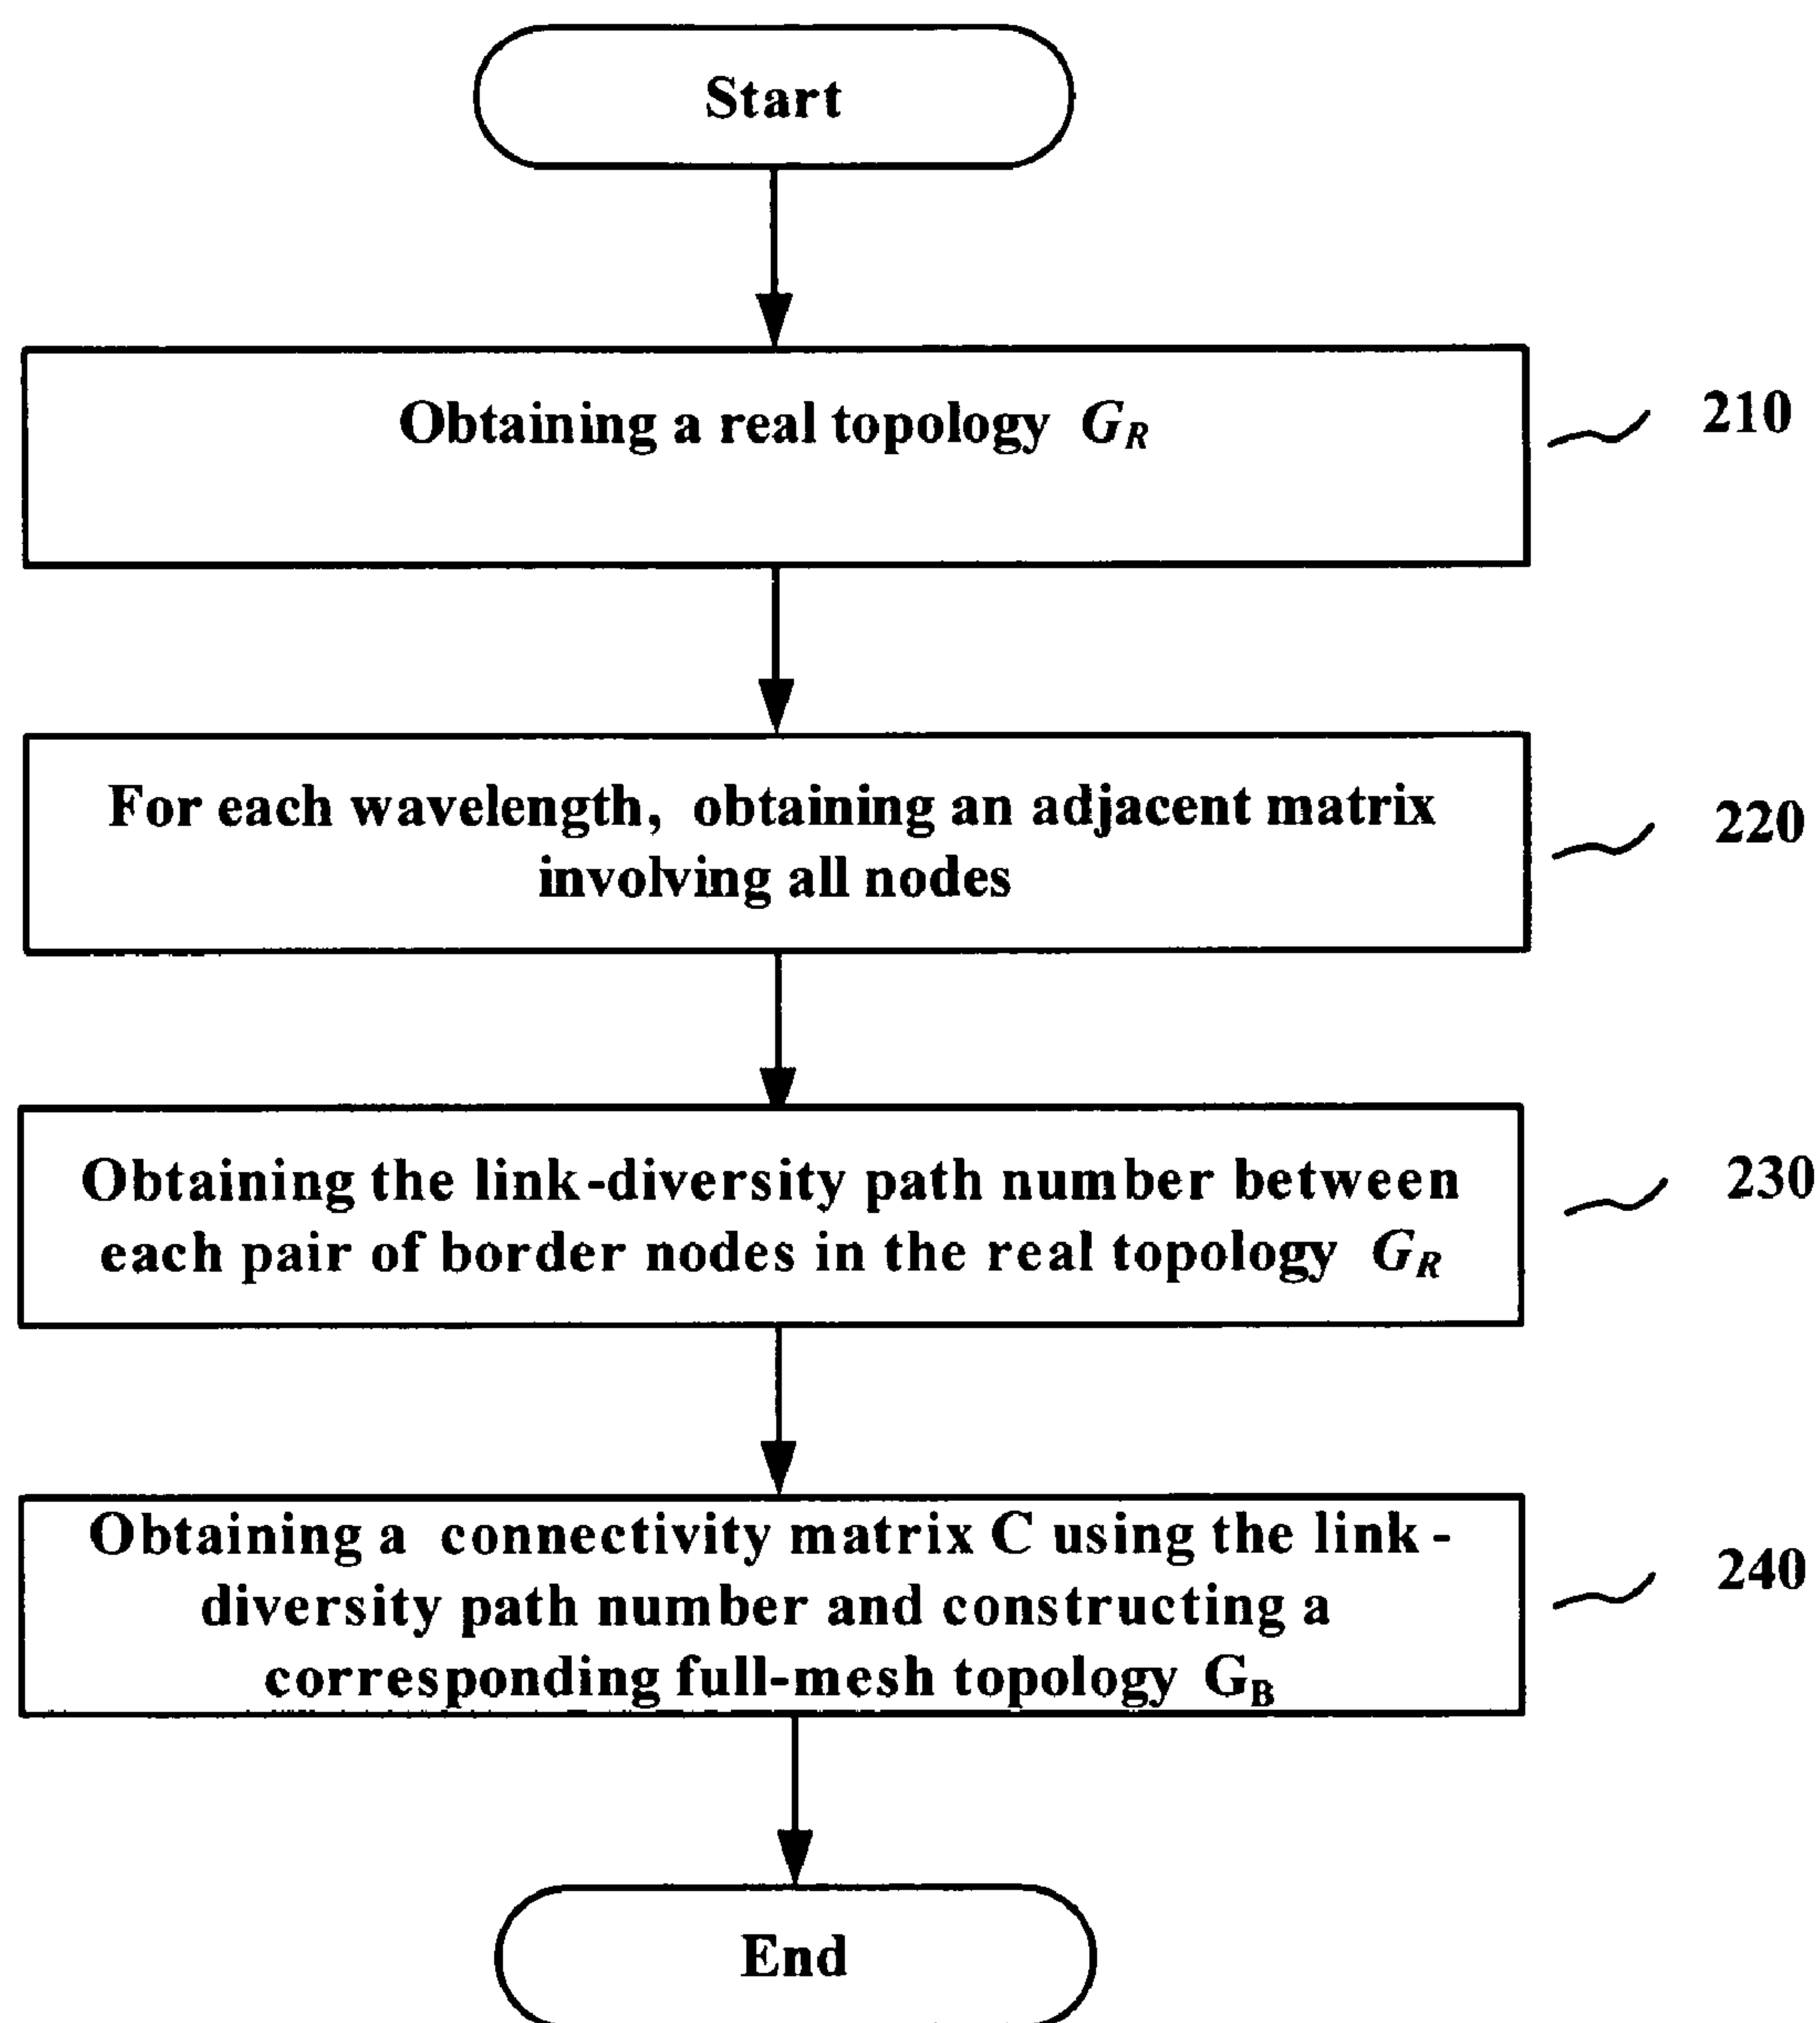 Start
Obtaining a real topology G_R
210
For each wavelength, obtaining an adjacent matrix
involving all nodes
220
Obtaining the link-diversity path number between
each pair of border nodes in the real topology G_R
230
Obtaining a connectivity matrix C using the link-
diversity path number and constructing a
corresponding full-mesh topology G_B
240
End